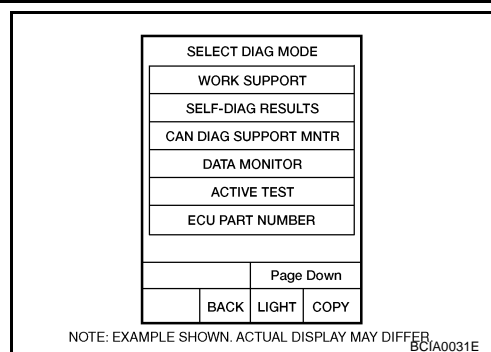 SELECT DIAG MODE
WORK SUPPORT
SELF-DIAG RESULTS
CAN DIAG SUPPORT MNTR
DATA MONITOR
ACTIVE TEST
ECU PART NUMBER
Page Down
BACK LIGHT COPY
NOTE: EXAMPLE SHOWN. ACTUAL DISPLAY MAY DIFFER.
BCIA0031E